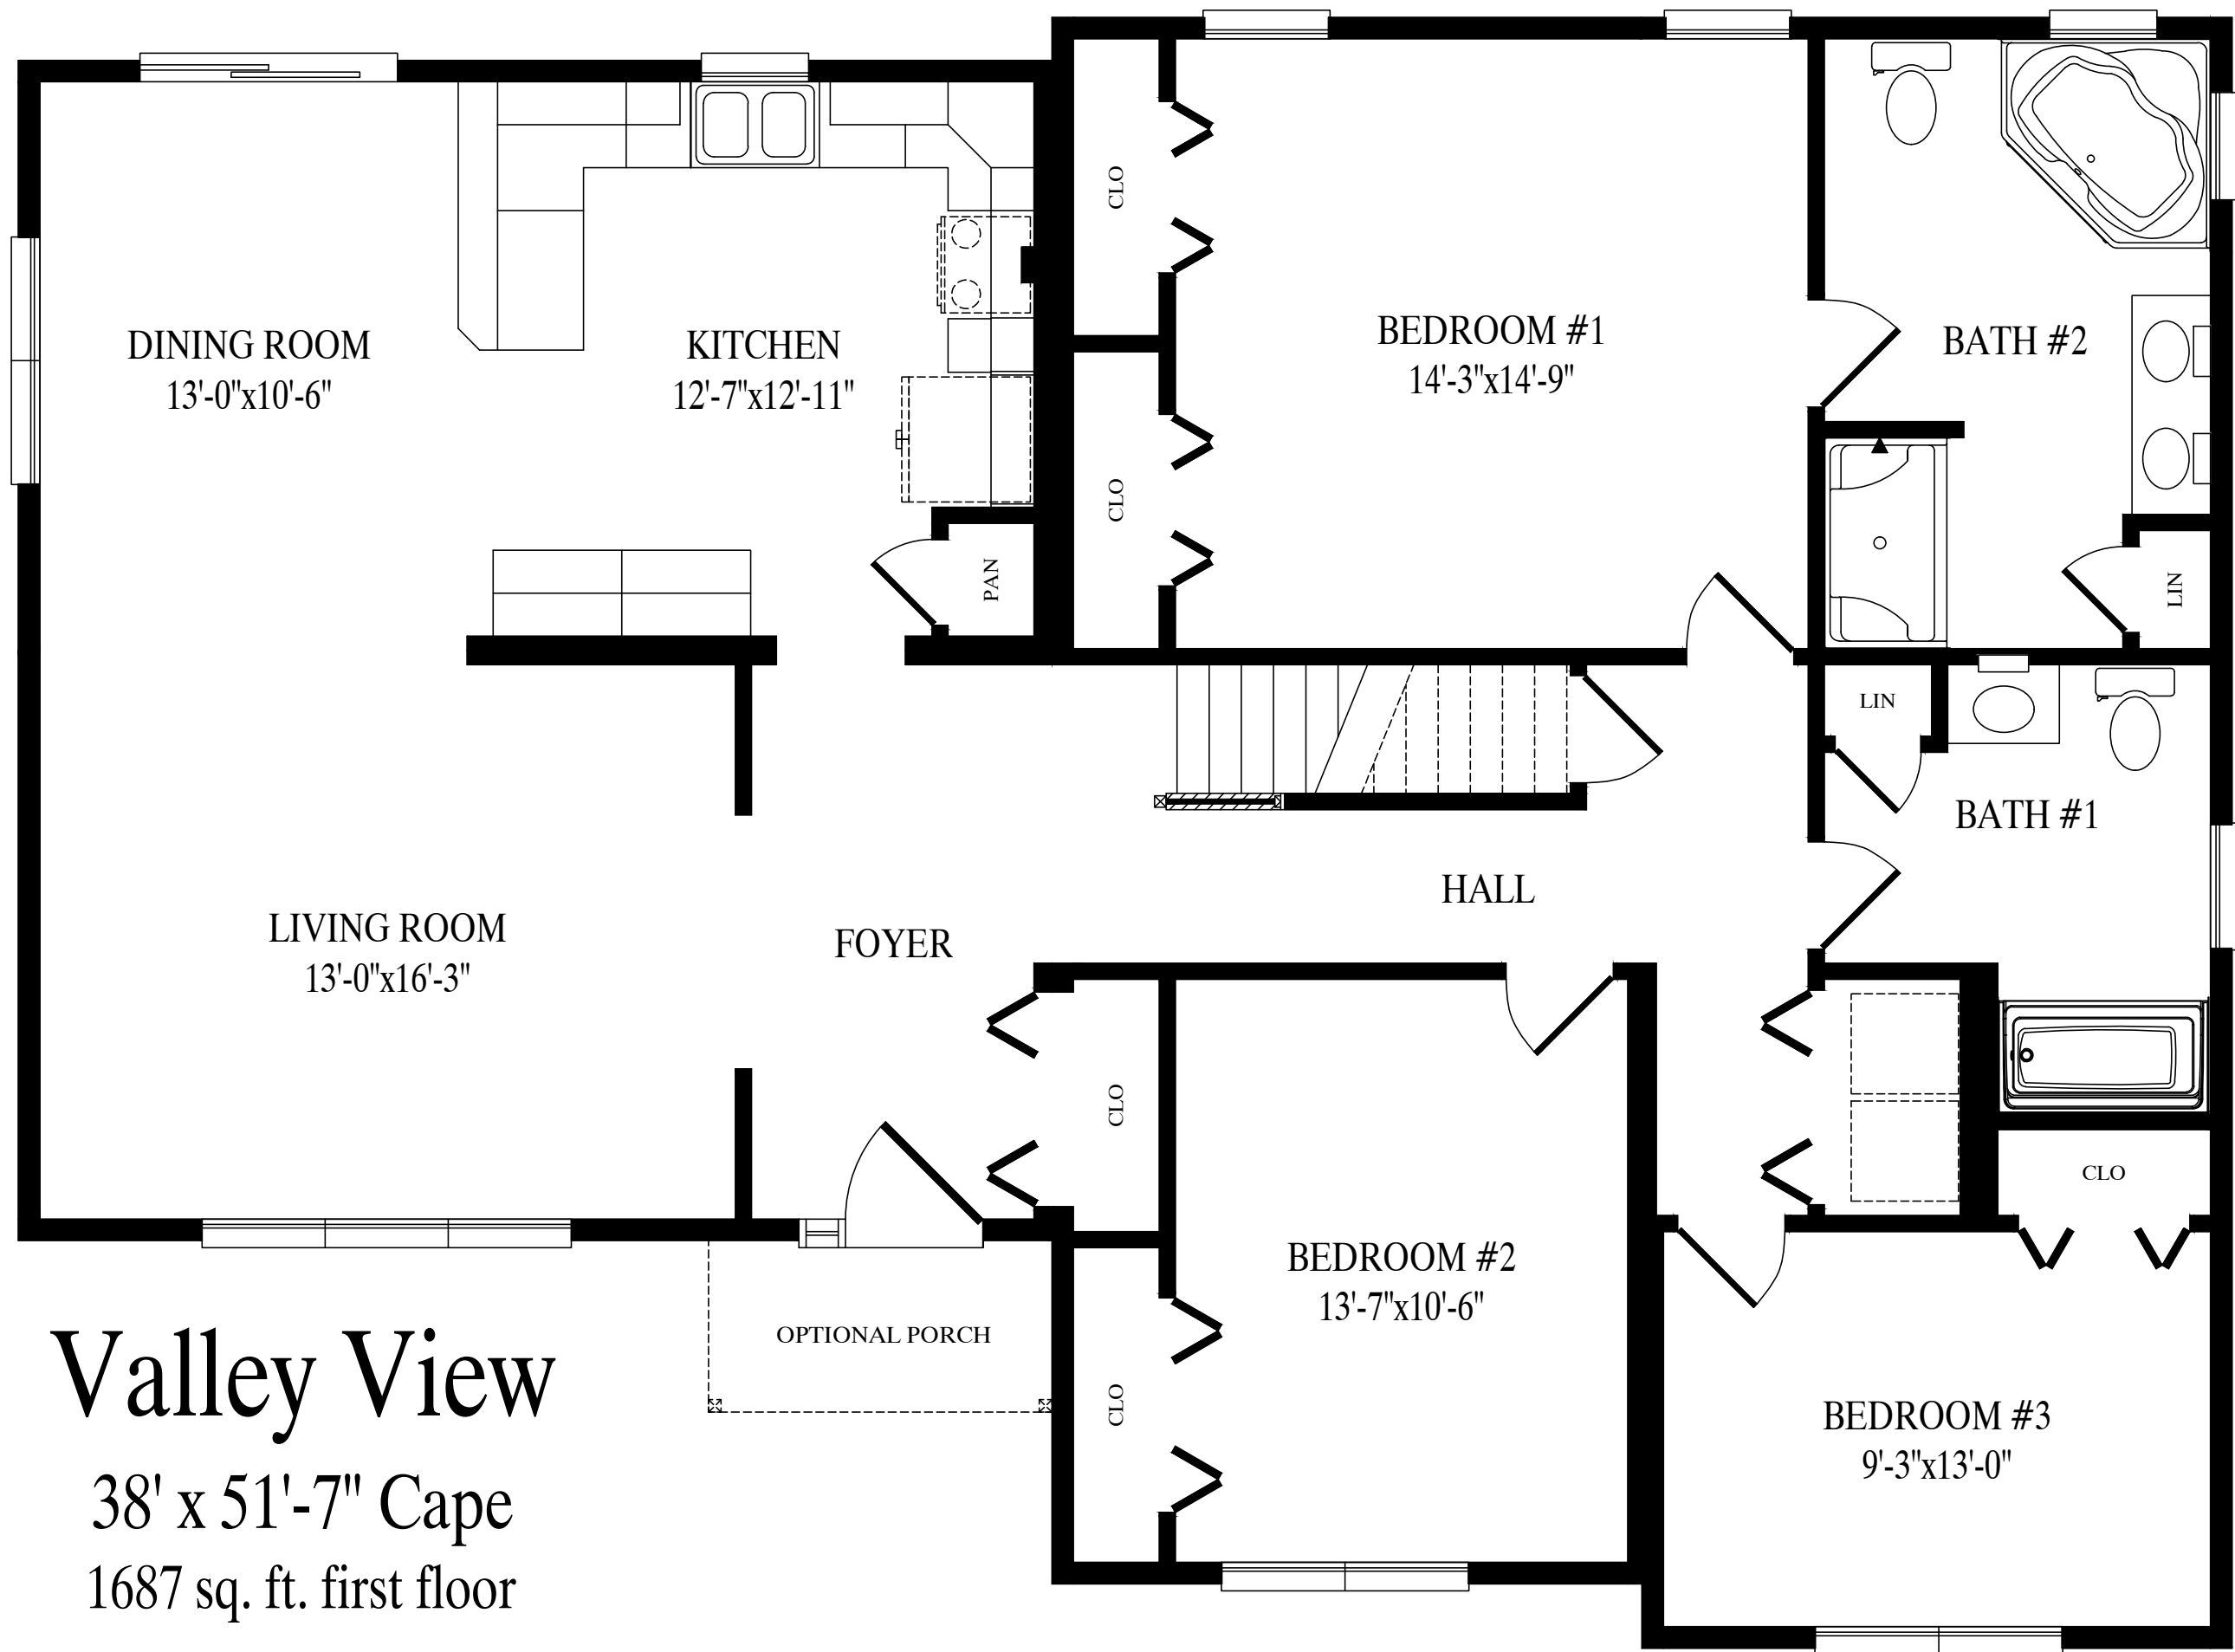 DINING ROOM
13'-0"x10'-6"
KITCHEN
12'-7"x12'-11"
PAN
CLO
CLO
BEDROOM #1
14'-3"x14'-9"
BATH #2
LIN
LIN
BATH #1
LIVING ROOM
13'-0"x16'-3"
FOYER
HALL
CLO
CLO
CLO
BEDROOM #2
13'-7"x10'-6"
BEDROOM #3
9'-3"x13'-0"
OPTIONAL PORCH
Valley View
38' x 51'-7" Cape
1687 sq. ft. first floor